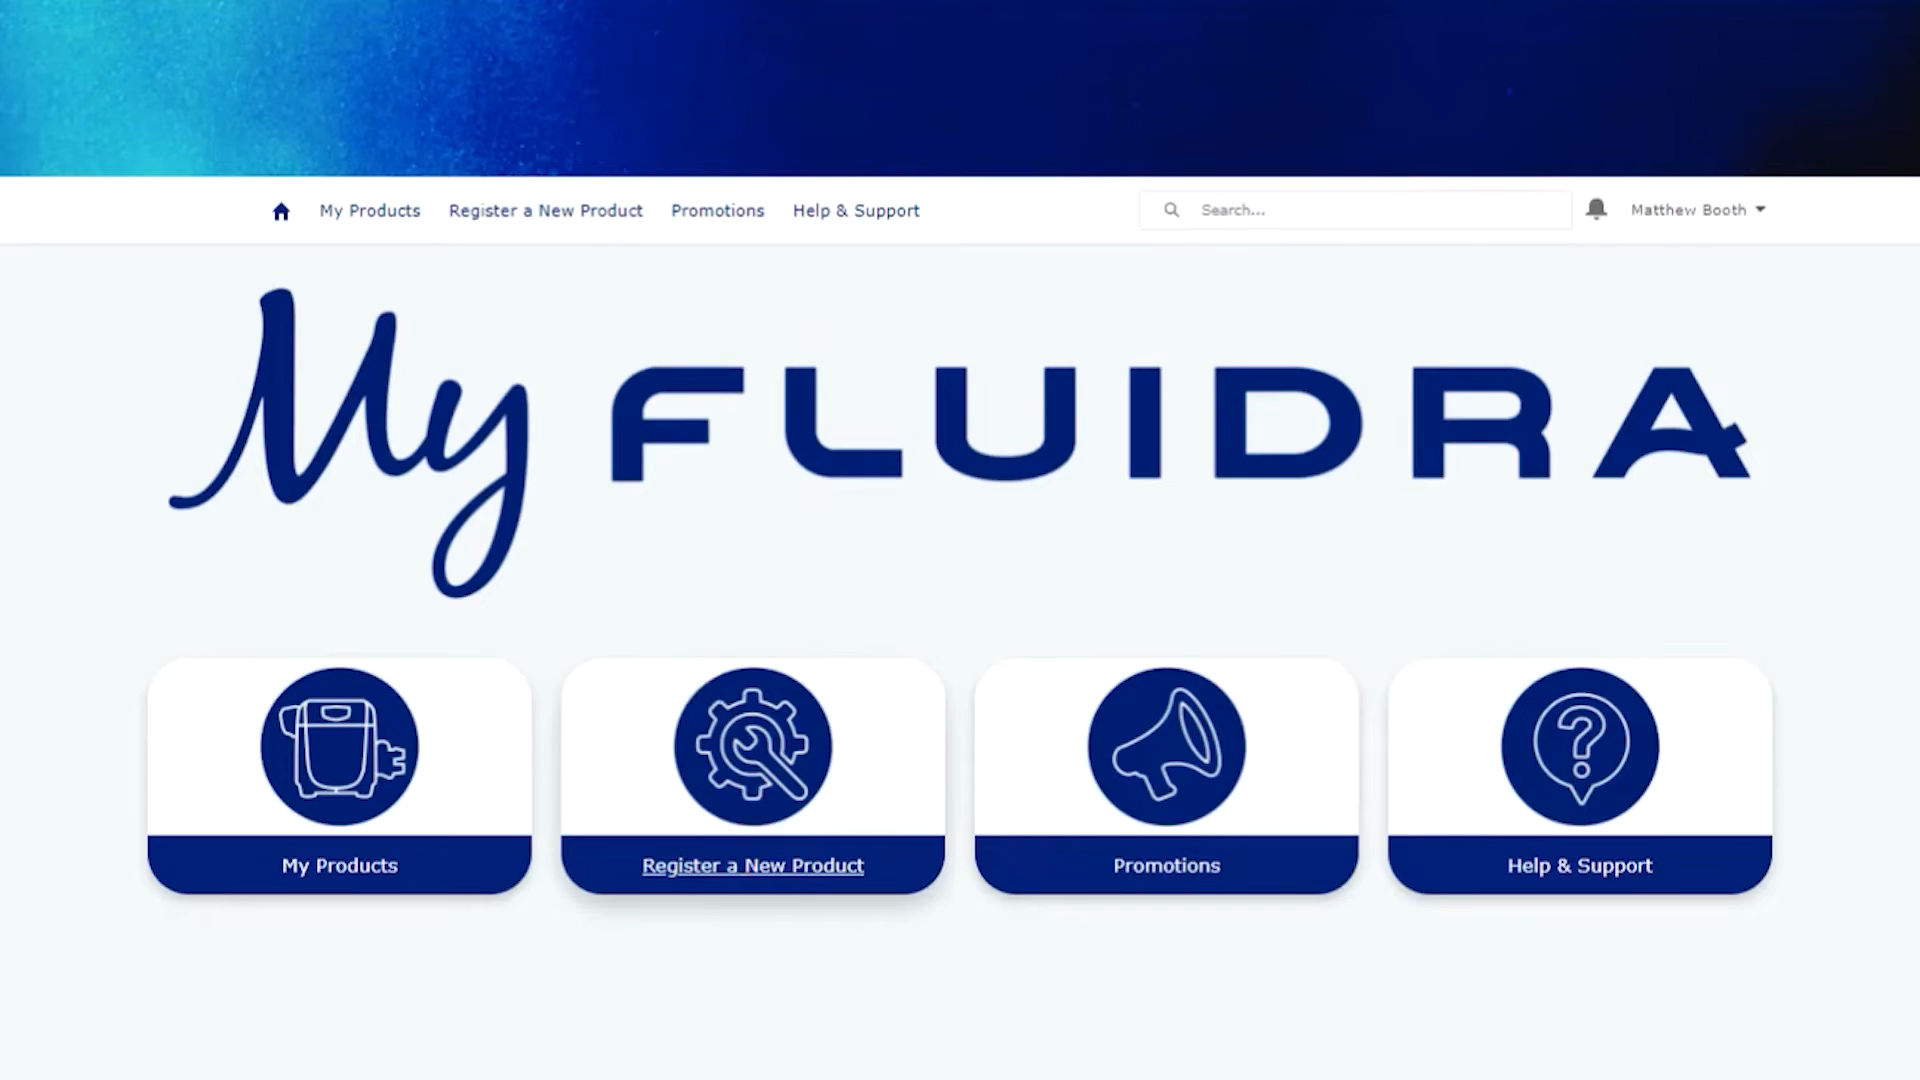 My Products Register a New Product Promotions Help & Support Search... Matthew Booth
My FLUIDRA
My Products Register a New Product Promotions Help & Support